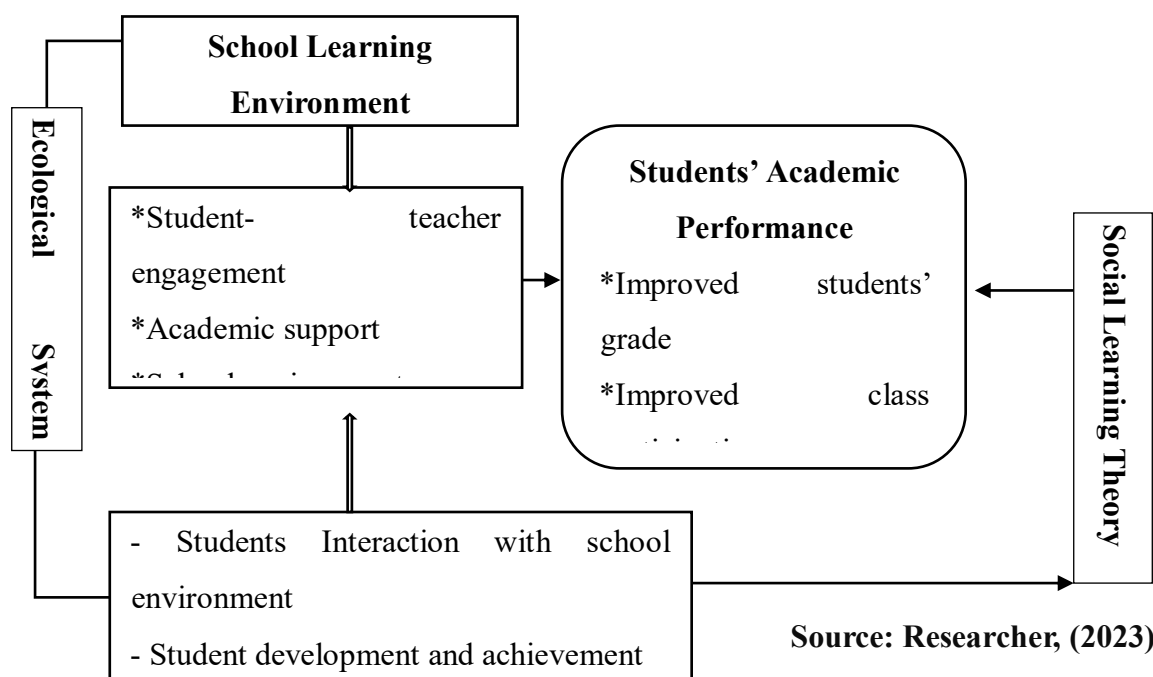 School Learning
Environment
Ecological System
*Student- teacher
engagement
*Academic support
Students’ Academic
Performance
*Improved students’
grade
*Improved class
Social Learning Theory
- Students Interaction with school
environment
- Student development and achievement
Source: Researcher, (2023)